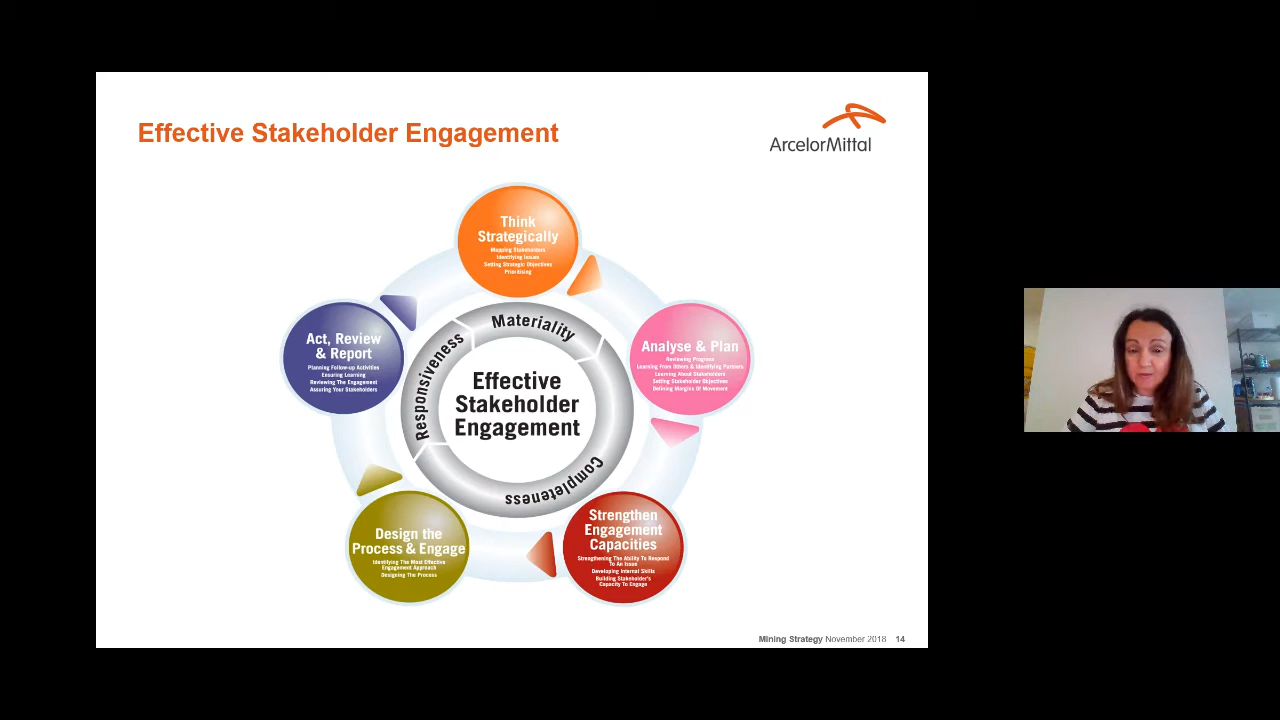 Effective Stakeholder Engagement
ArcelorMittal
Think
Strategically
Mapping Stakeholders
Identifying Issues
Setting Strategic Objectives
Prioritising
Analyse & Plan
Reviewing Progress
Learning From Others & Identifying Partners
Learning About Stakeholders
Setting Stakeholder Objectives
Defining Margins Of Movement
Strengthen
Engagement
Capacities
Strengthening The Ability To Respond
To An Issue
Developing Internal Skills
Building Stakeholder's
Capacity To Engage
Design the
Process & Engage
Identifying The Most Effective
Engagement Approach
Designing The Process
Act, Review
& Report
Planning Follow-up Activities
Ensuring Learning
Reviewing The Engagement
Assuring Your Stakeholders
Materiality
Completeness
Responsiveness
Effective
Stakeholder
Engagement
Mining Strategy November 2018 14